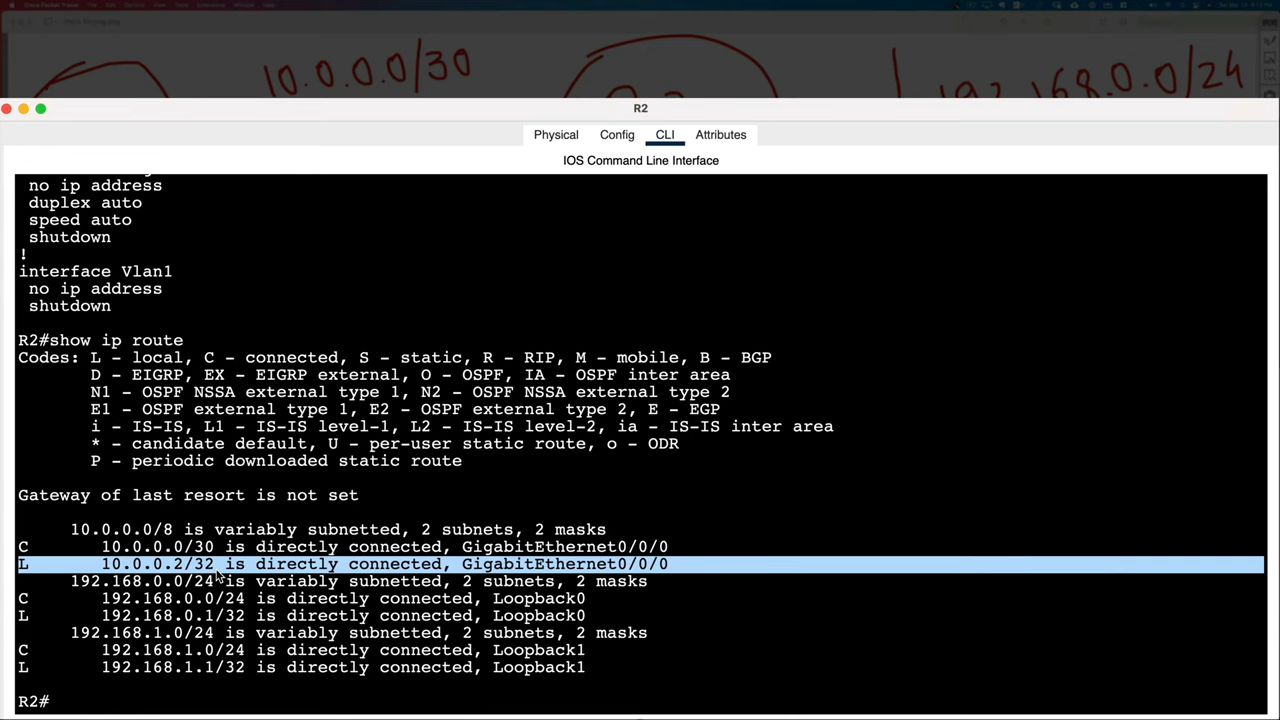 10.0.0.0/30
192.168.0.0/24
R2
Physical Config CLI Attributes
IOS Command Line Interface
no ip address
duplex auto
speed auto
shutdown
!
interface Vlan1
no ip address
shutdown
R2#show ip route
Codes: L - local, C - connected, S - static, R - RIP, M - mobile, B - BGP
D - EIGRP, EX - EIGRP external, O - OSPF, IA - OSPF inter area
N1 - OSPF NSSA external type 1, N2 - OSPF NSSA external type 2
E1 - OSPF external type 1, E2 - OSPF external type 2, E - EGP
i - IS-IS, L1 - IS-IS level-1, L2 - IS-IS level-2, ia - IS-IS inter area
* - candidate default, U - per-user static route, o - ODR
P - periodic downloaded static route
Gateway of last resort is not set
10.0.0.0/8 is variably subnetted, 2 subnets, 2 masks
C 10.0.0.0/30 is directly connected, GigabitEthernet0/0/0
L 10.0.0.2/32 is directly connected, GigabitEthernet0/0/0
192.168.0.0/24 is variably subnetted, 2 subnets, 2 masks
C 192.168.0.0/24 is directly connected, Loopback0
L 192.168.0.1/32 is directly connected, Loopback0
192.168.1.0/24 is variably subnetted, 2 subnets, 2 masks
C 192.168.1.0/24 is directly connected, Loopback1
L 192.168.1.1/32 is directly connected, Loopback1
R2#